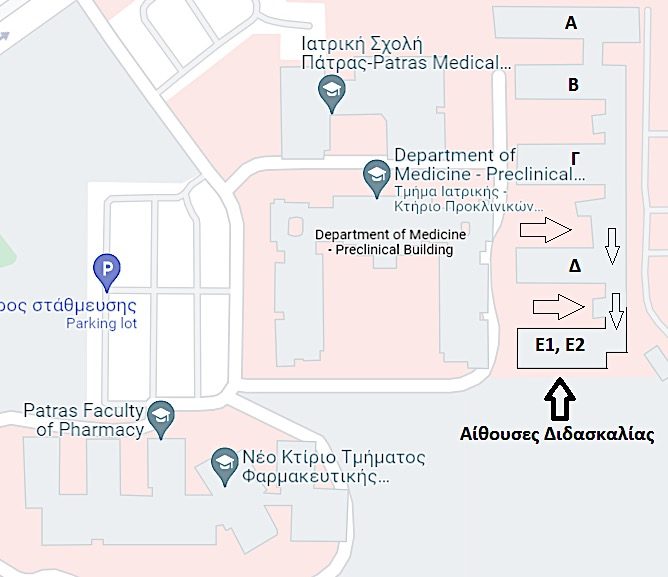 Α
Ιατρική Σχολή
Πάτρας-Patras Medical...
Β
Department of
Medicine - Preclinical...
Τμήμα Ιατρικής -
Κτήριο Προκλινικών...
Γ
Department of Medicine
- Preclinical Building
Δ
P
ρος στάθμευσης
Parking lot
Ε1, Ε2
Patras Faculty
of Pharmacy
Αίθουσες Διδασκαλίας
Νέο Κτίριο Τμήματος
Φαρμακευτικής...